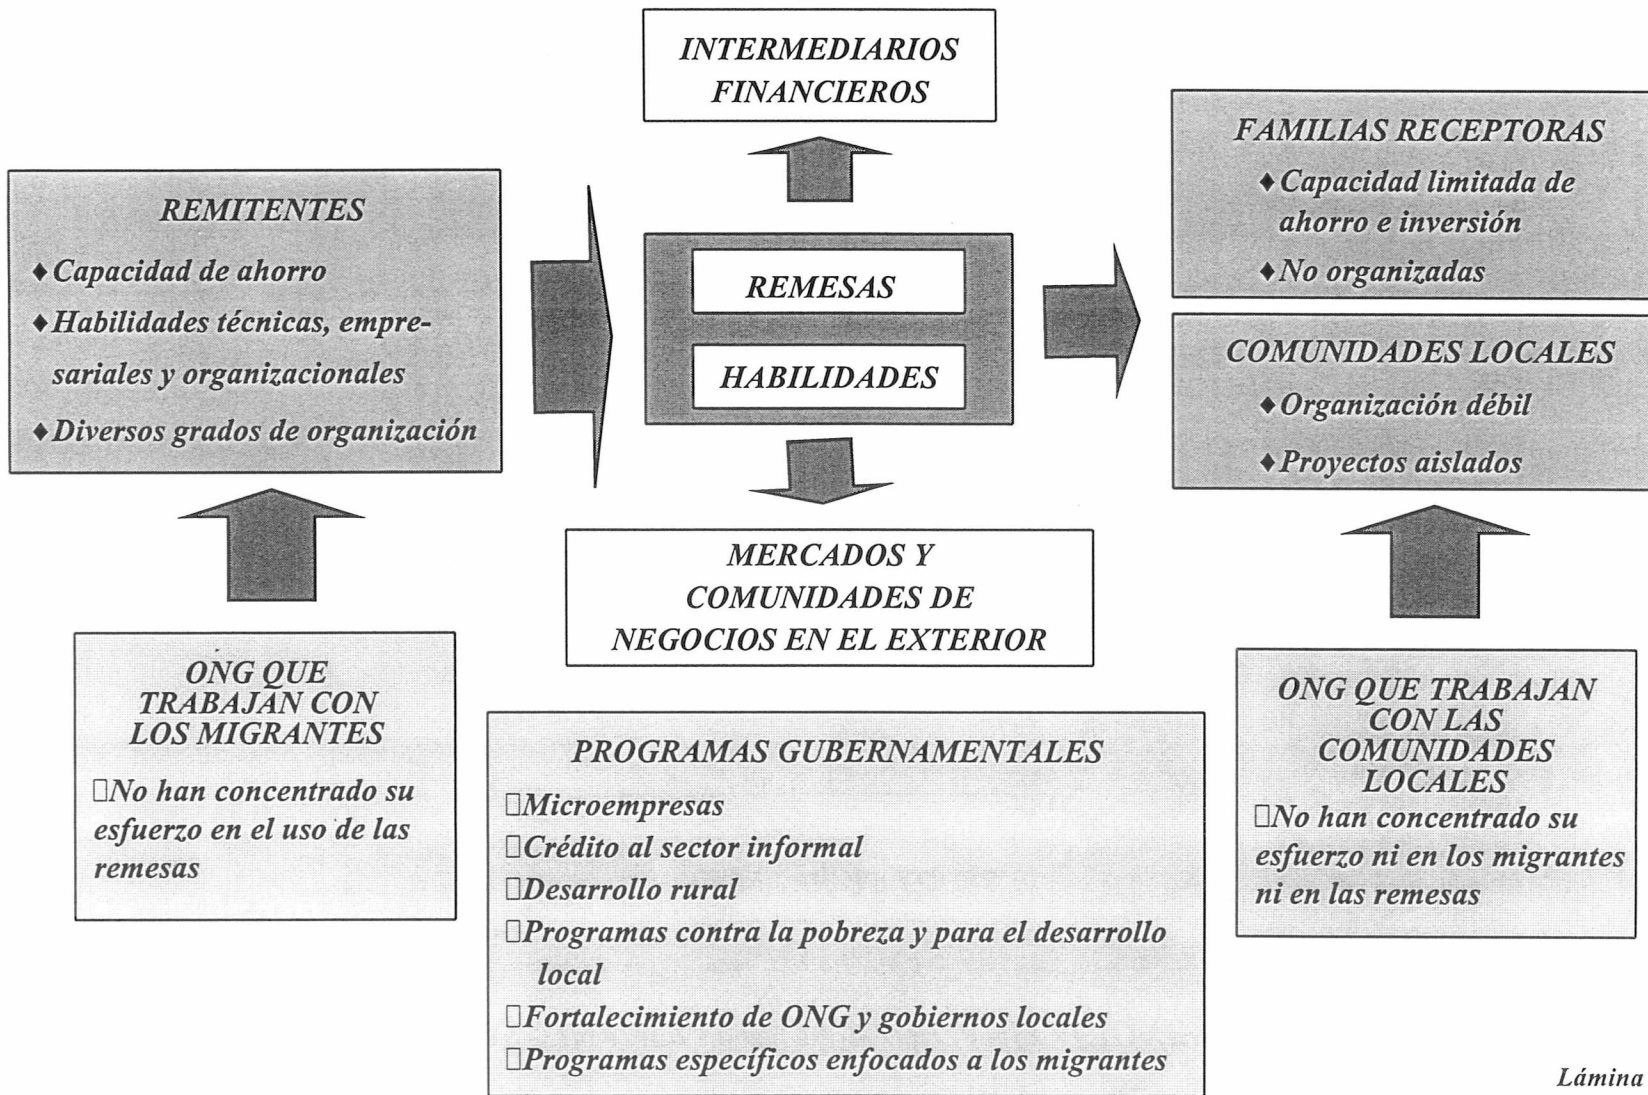 INTERMEDIARIOS
FINANCIEROS
REMITENTES
♦Capacidad de ahorro
♦Habilidades técnicas, empre-
sariales y organizacionales
♦Diversos grados de organización
REMESAS
HABILIDADES
FAMILIAS RECEPTORAS
♦Capacidad limitada de
ahorro e inversión
♦No organizadas
COMUNIDADES LOCALES
♦Organización débil
♦Proyectos aislados
MERCADOS Y
COMUNIDADES DE
NEGOCIOS EN EL EXTERIOR
ONG QUE
TRABAJAN CON
LOS MIGRANTES
□No han concentrado su
esfuerzo en el uso de las
remesas
PROGRAMAS GUBERNAMENTALES
□Microempresas
□Crédito al sector informal
□Desarrollo rural
□Programas contra la pobreza y para el desarrollo
local
□Fortalecimiento de ONG y gobiernos locales
□Programas específicos enfocados a los migrantes
ONG QUE TRABAJAN
CON LAS
COMUNIDADES
LOCALES
□No han concentrado su
esfuerzo ni en los migrantes
ni en las remesas
Lámina